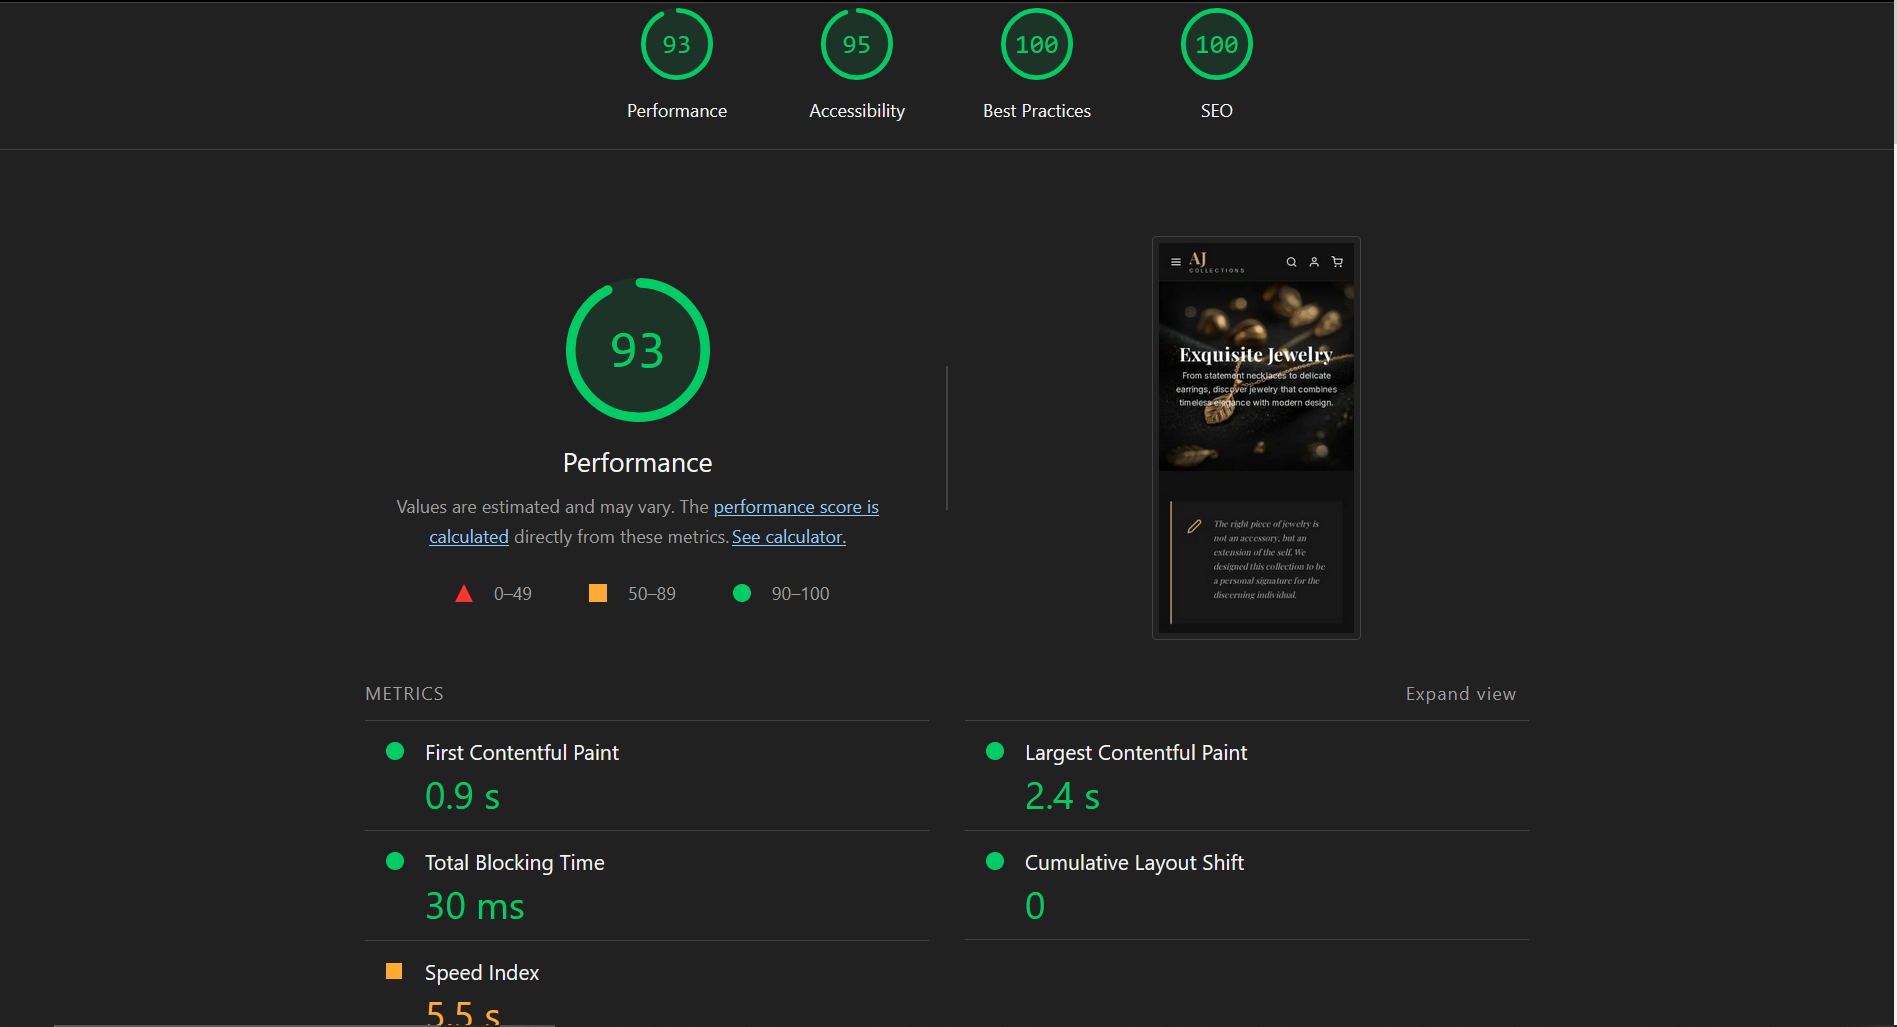 93
Performance
95
Accessibility
100
Best Practices
100
SEO
93
Performance
Values are estimated and may vary. The performance score is
calculated directly from these metrics. See calculator.
0–49
50–89
90–100
AJ
COLLECTIONS
Exquisite Jewelry
From statement necklaces to delicate
earrings, discover jewelry that combines
timeless elegance with modern design.
The right piece of jewelry is
not an accessory, but an
extension of the self. We
designed this collection to be
a personal signature for the
discerning individual.
METRICS
Expand view
First Contentful Paint
0.9 s
Largest Contentful Paint
2.4 s
Total Blocking Time
30 ms
Cumulative Layout Shift
0
Speed Index
5.5 s